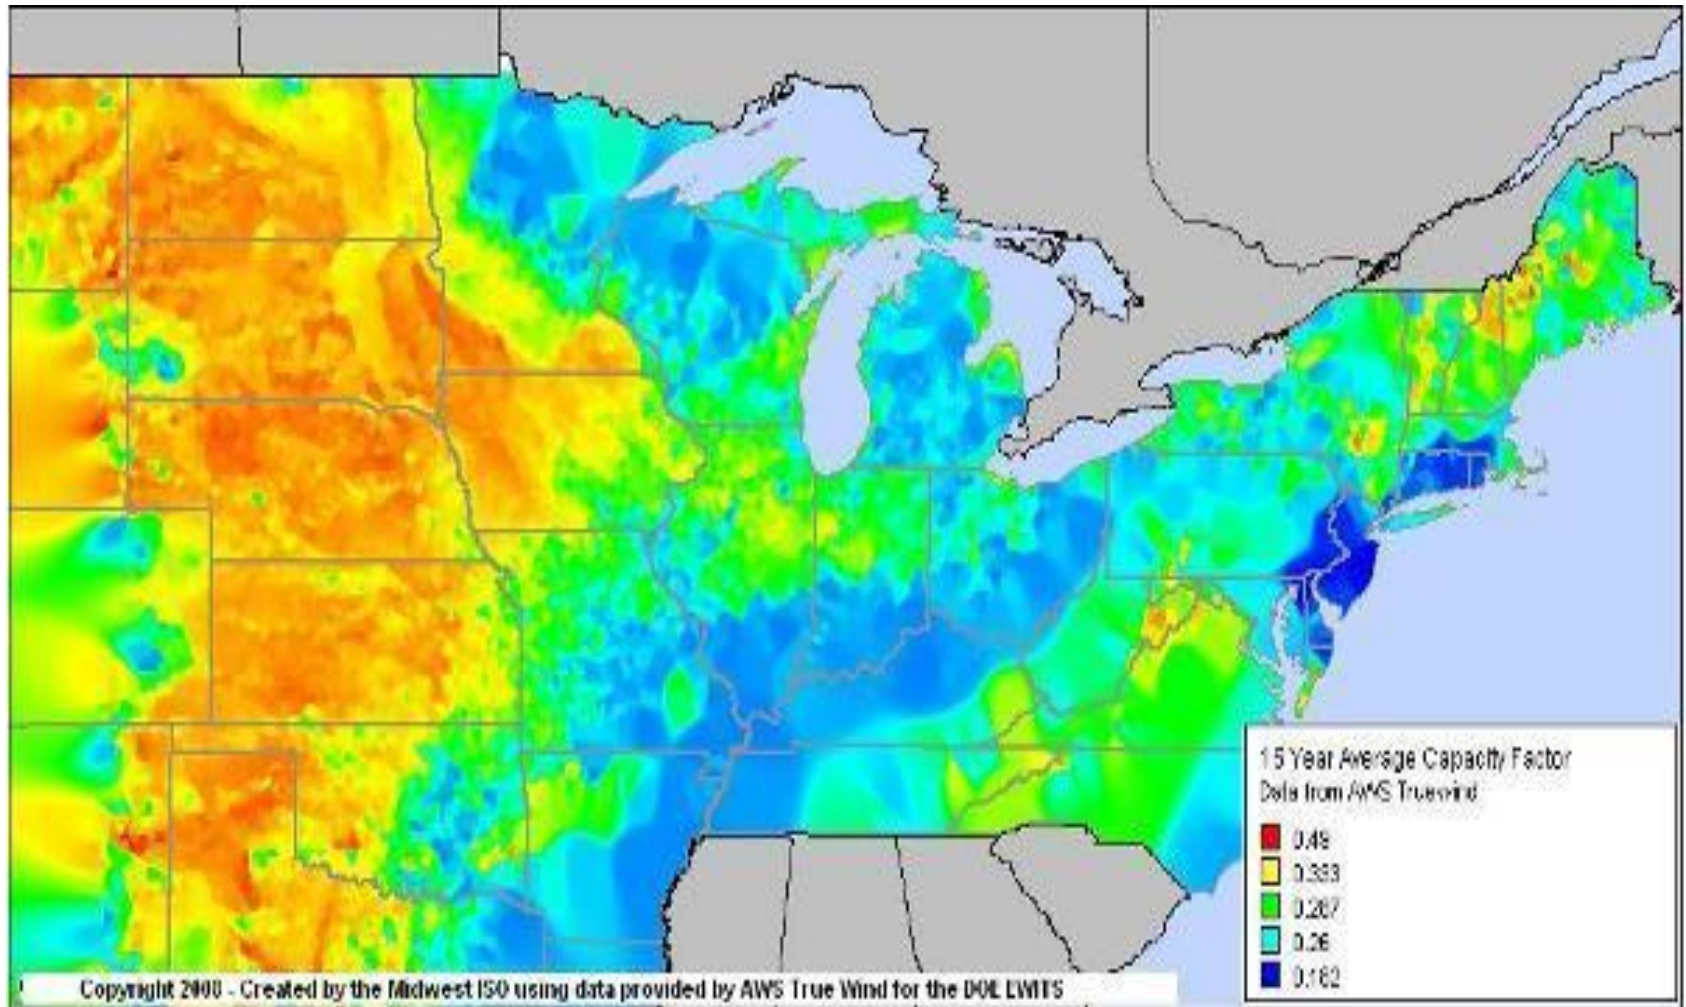 15 Year Average Capacity Factor
Data from AWS Truewind
0.49
0.333
0.267
0.26
0.162
Copyright 2008 - Created by the Midwest ISO using data provided by AWS True Wind for the DOE EWITS